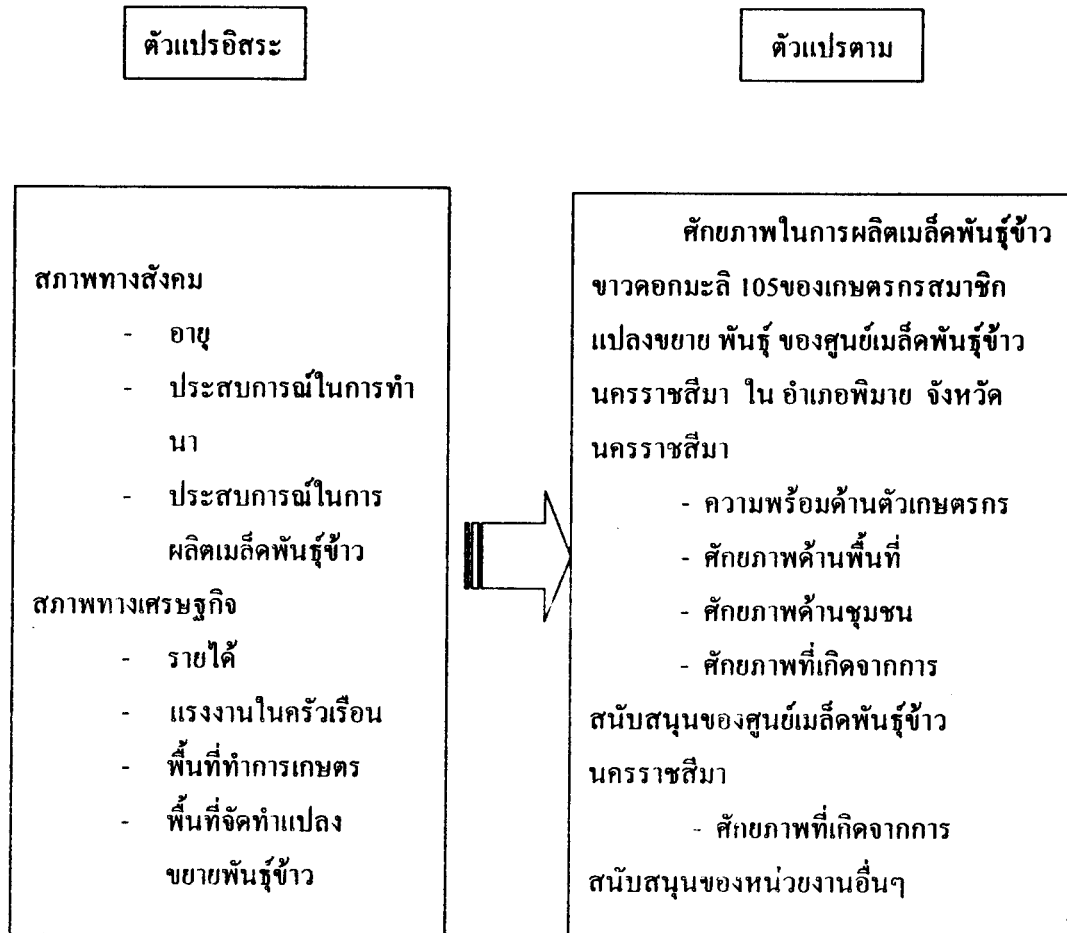 ตัวแปรอิสระ
ตัวแปรตาม
สภาพทางสังคม
- อายุ
- ประสบการณ์ในการทำ
นา
- ประสบการณ์ในการ
ผลิตเมล็ดพันธุ์ข้าว
สภาพทางเศรษฐกิจ
- รายได้
- แรงงานในครัวเรือน
- พื้นที่ทำการเกษตร
- พื้นที่จัดทำแปลง
ขยายพันธุ์ข้าว
ศักยภาพในการผลิตเมล็ดพันธุ์ข้าว
ขาวดอกมะลิ 105ของเกษตรกรสมาชิก
แปลงขยาย พันธุ์ ของศูนย์เมล็ดพันธุ์ข้าว
นครราชสีมา ใน อำเภอพิมาย จังหวัด
นครราชสีมา
- ความพร้อมด้านตัวเกษตรกร
- ศักยภาพด้านพื้นที่
- ศักยภาพด้านชุมชน
- ศักยภาพที่เกิดจากการ
สนับสนุนของศูนย์เมล็ดพันธุ์ข้าว
นครราชสีมา
- ศักยภาพที่เกิดจากการ
สนับสนุนของหน่วยงานอื่นๆ